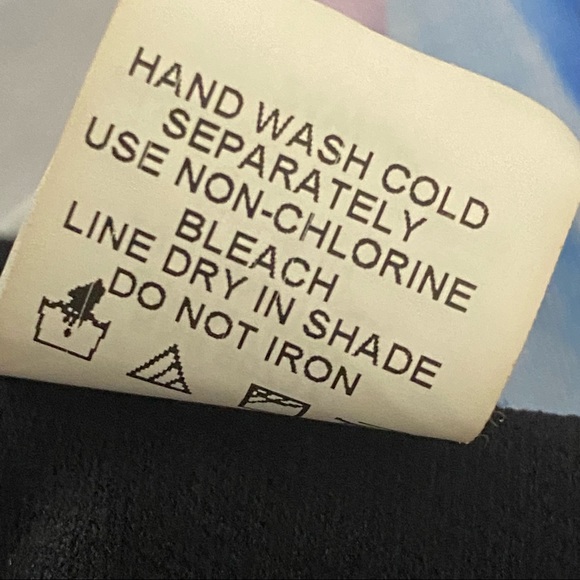 HAND WASH COLD
SEPARATELY
USE NON-CHLORINE
BLEACH
LINE DRY IN SHADE
DO NOT IRON